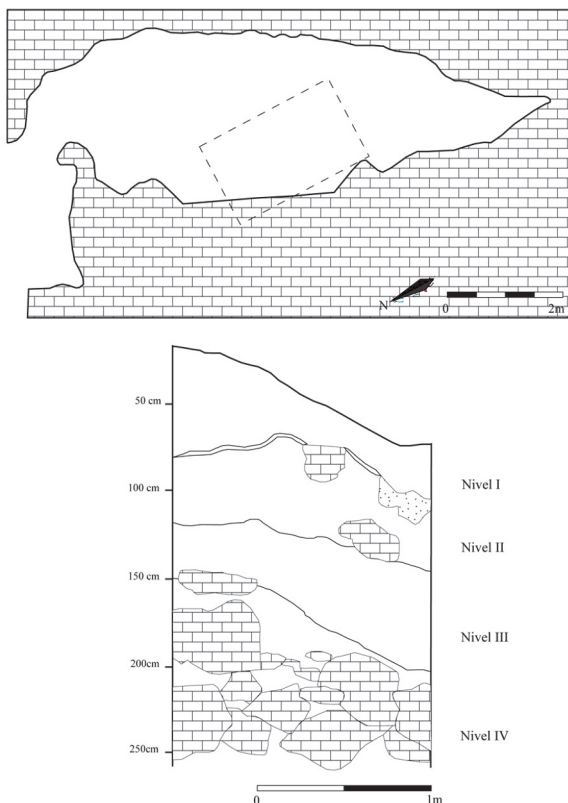 N
0 2m
50 cm
100 cm
Nivel I
Nivel II
150 cm
Nivel III
200cm
Nivel IV
250cm
0 1m